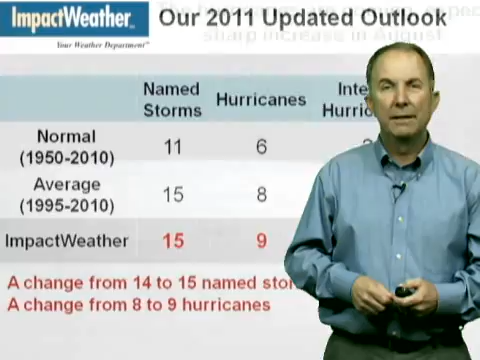 ImpactWeather
Your Weather Department
Our 2011 Updated Outlook
sharp increase in August
Named Storms
Hurricanes
Normal (1950-2010)
11
6
Average (1995-2010)
15
8
ImpactWeather
15
9
A change from 14 to 15 named
A change from 8 to 9 hurricanes